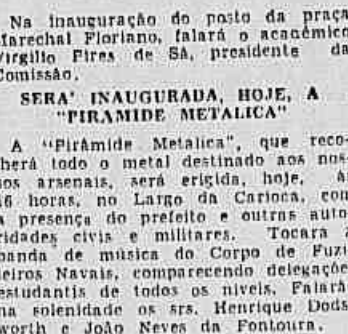 Na inauguração do posto da praça
Marechal Floriano, falará o acadêmico
Virgilio Pires de Sá, presidente da
Comissão.
SERA' INAUGURADA, HOJE, A
"PIRAMIDE METALICA"
A "Pirâmide Metalica", que reco-
lherá todo o metal destinado aos nos-
sos arsenais, será erigida, hoje, ás
16 horas, no Largo da Carioca, com
a presença do prefeito e outras auto-
ridades civis e militares. Tocará a
banda de música do Corpo de Fuzi-
leiros Navais, comparecendo delegações
estudantis de todos os niveis. Falarão
na solenidade os srs. Henrique Dods-
worth e João Neves da Fontoura.